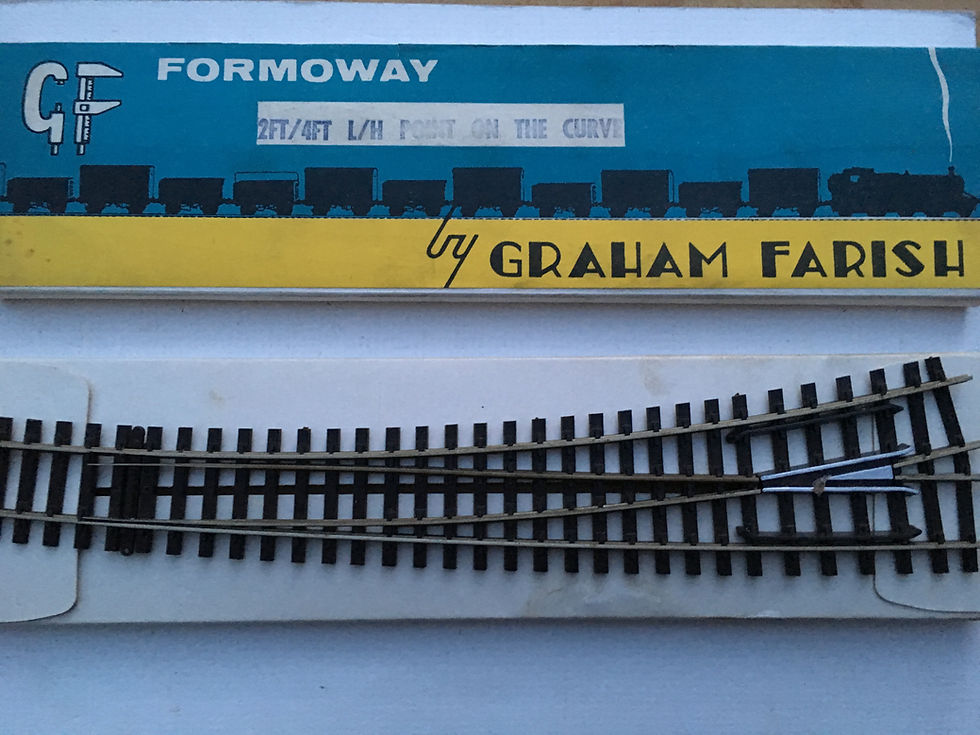 GF
FORMOWAY
2FT/4FT L/H POINT ON THE CURVE
by GRAHAM FARISH